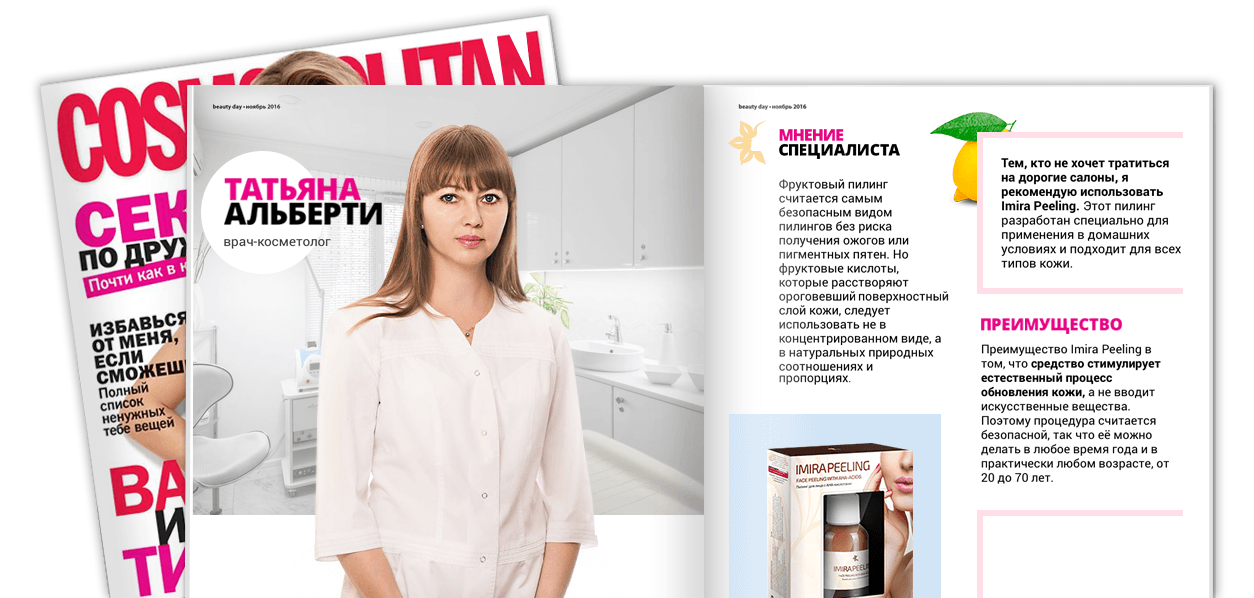 COSMOPOLITAN
СЕК
ПО ДРУ
Почти как в к
ИЗБАВЬСЯ
ОТ МЕНЯ,
ЕСЛИ
СМОЖЕШ
Полный
список
ненужных
тебе вещей
ВА
И
ТИ
beauty day • ноябрь 2016
ТАТЬЯНА
АЛЬБЕРТИ
врач-косметолог
beauty day • ноябрь 2016
МНЕНИЕ
СПЕЦИАЛИСТА
Фруктовый пилинг
считается самым
безопасным видом
пилингов без риска
получения ожогов или
пигментных пятен. Но
фруктовые кислоты,
которые расстворяют
ороговевший поверхностный
слой кожи, следует
использовать не в
концентрированном виде, а
в натуральных природных
соотношениях и
пропорциях.
IMIRA PEELING
FACE PEELING WITH AHA-ACIDS
IMIRA PEELING
Тем, кто не хочет тратиться
на дорогие салоны, я
рекомендую использовать
Imira Peeling. Этот пилинг
разработан специально для
применения в домашних
условиях и подходит для всех
типов кожи.
ПРЕИМУЩЕСТВО
Преимущество Imira Peeling в
том, что средство стимулирует
естественный процесс
обновления кожи, а не вводит
искусственные вещества.
Поэтому процедура считается
безопасной, так что её можно
делать в любое время года и в
практически любом возрасте, от
20 до 70 лет.